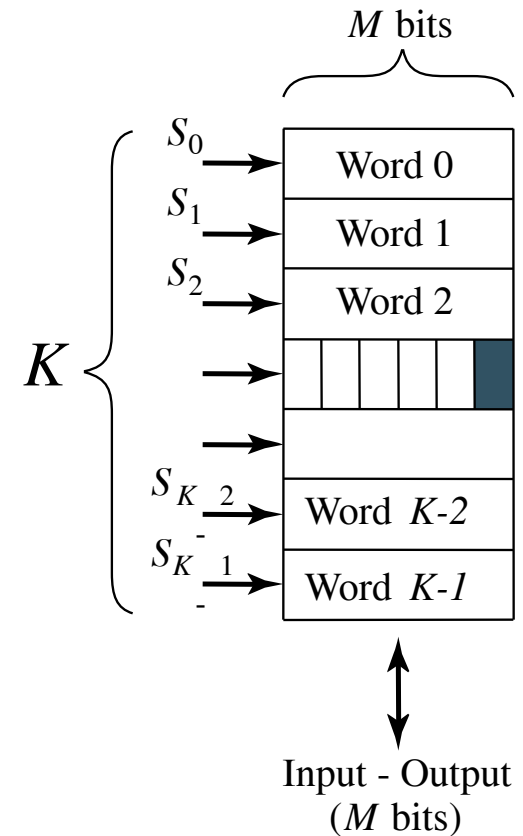 M bits
S0
Word 0
S1
Word 1
S2
Word 2
K
SK-2
Word K-2
SK-1
Word K-1
Input - Output
(M bits)